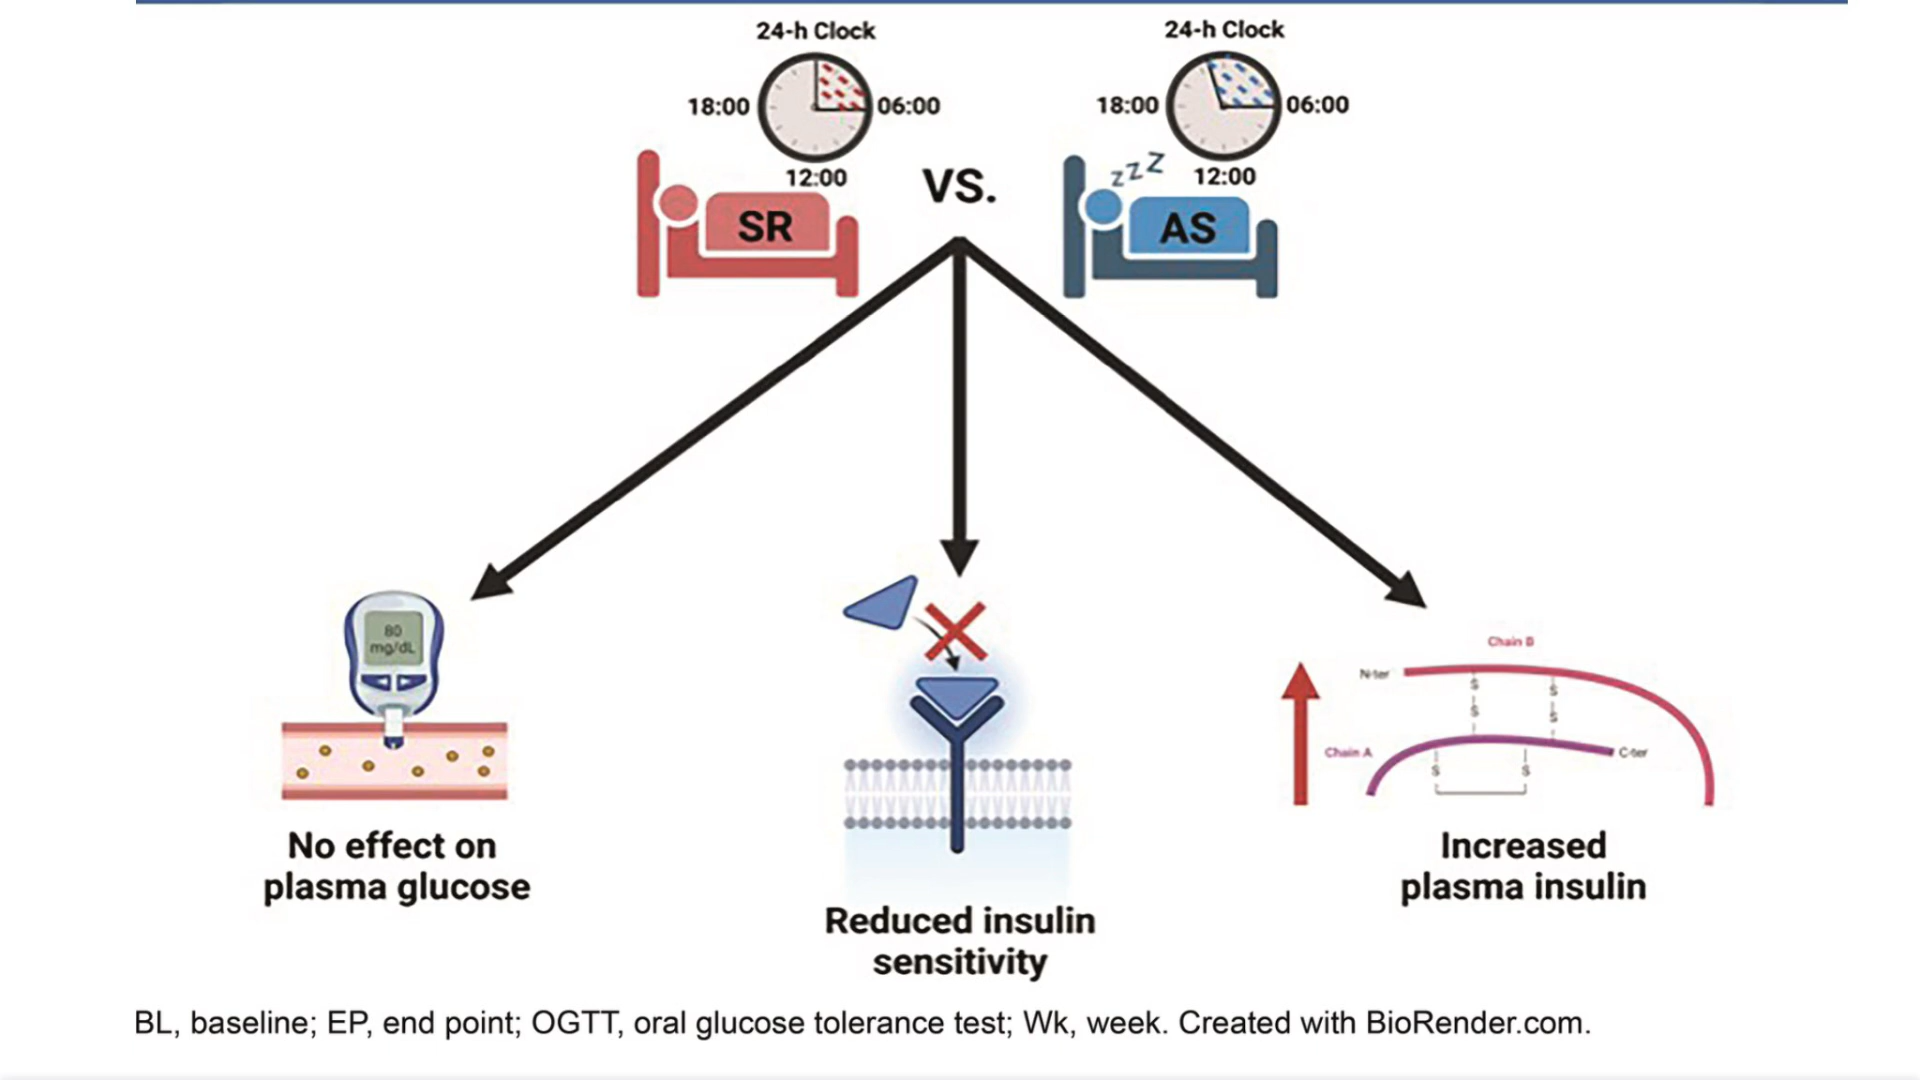 24-h Clock
18:00
06:00
12:00
SR
VS.
24-h Clock
18:00
06:00
12:00
zzZ
AS
80
mg/dL
No effect on
plasma glucose
Reduced insulin
sensitivity
Chain B
N-ter
S
S
S
S
Chain A
C-ter
S
S
Increased
plasma insulin
BL, baseline; EP, end point; OGTT, oral glucose tolerance test; Wk, week. Created with BioRender.com.